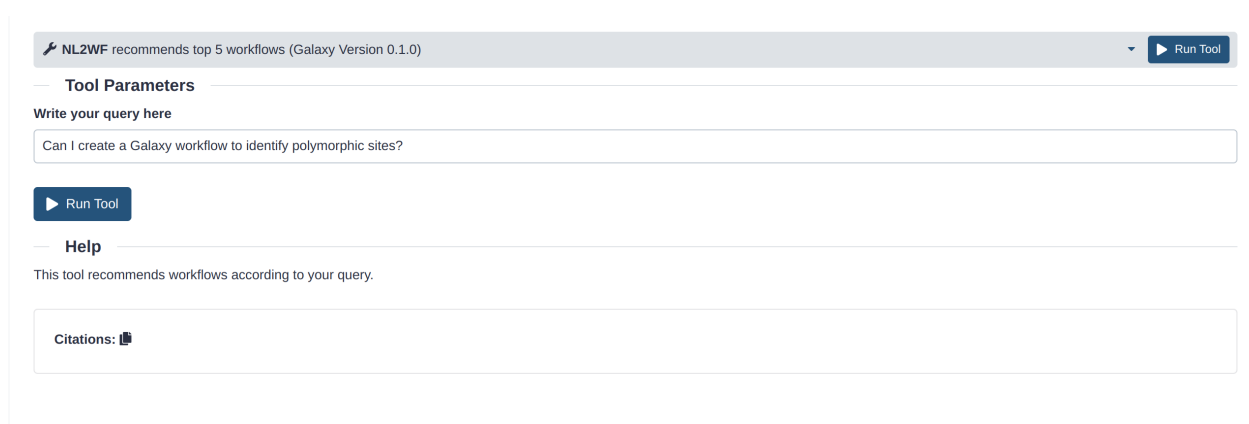 NL2WF recommends top 5 workflows (Galaxy Version 0.1.0) Run Tool
Tool Parameters
Write your query here
Can I create a Galaxy workflow to identify polymorphic sites?
Run Tool
Help
This tool recommends workflows according to your query.
Citations: